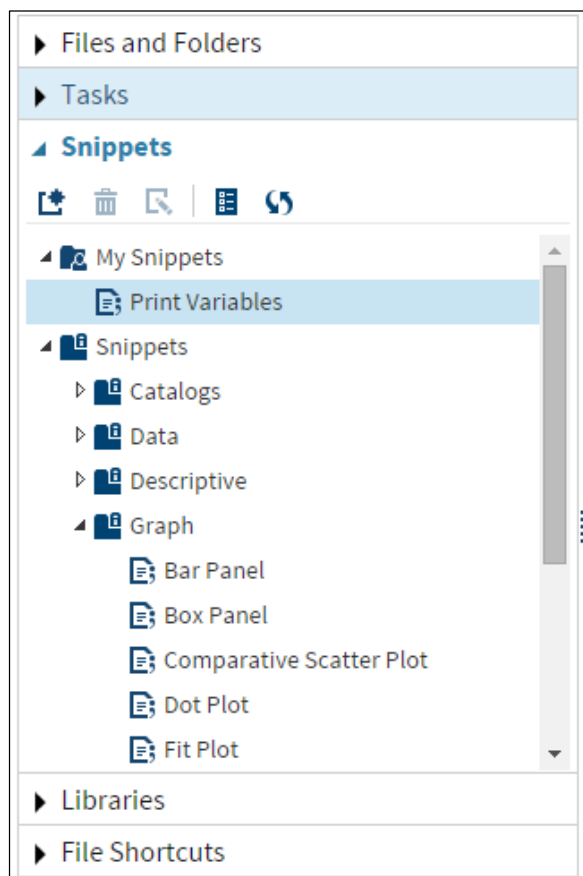 Files and Folders
Tasks
Snippets
My Snippets
Print Variables
Snippets
Catalogs
Data
Descriptive
Graph
Bar Panel
Box Panel
Comparative Scatter Plot
Dot Plot
Fit Plot
Libraries
File Shortcuts